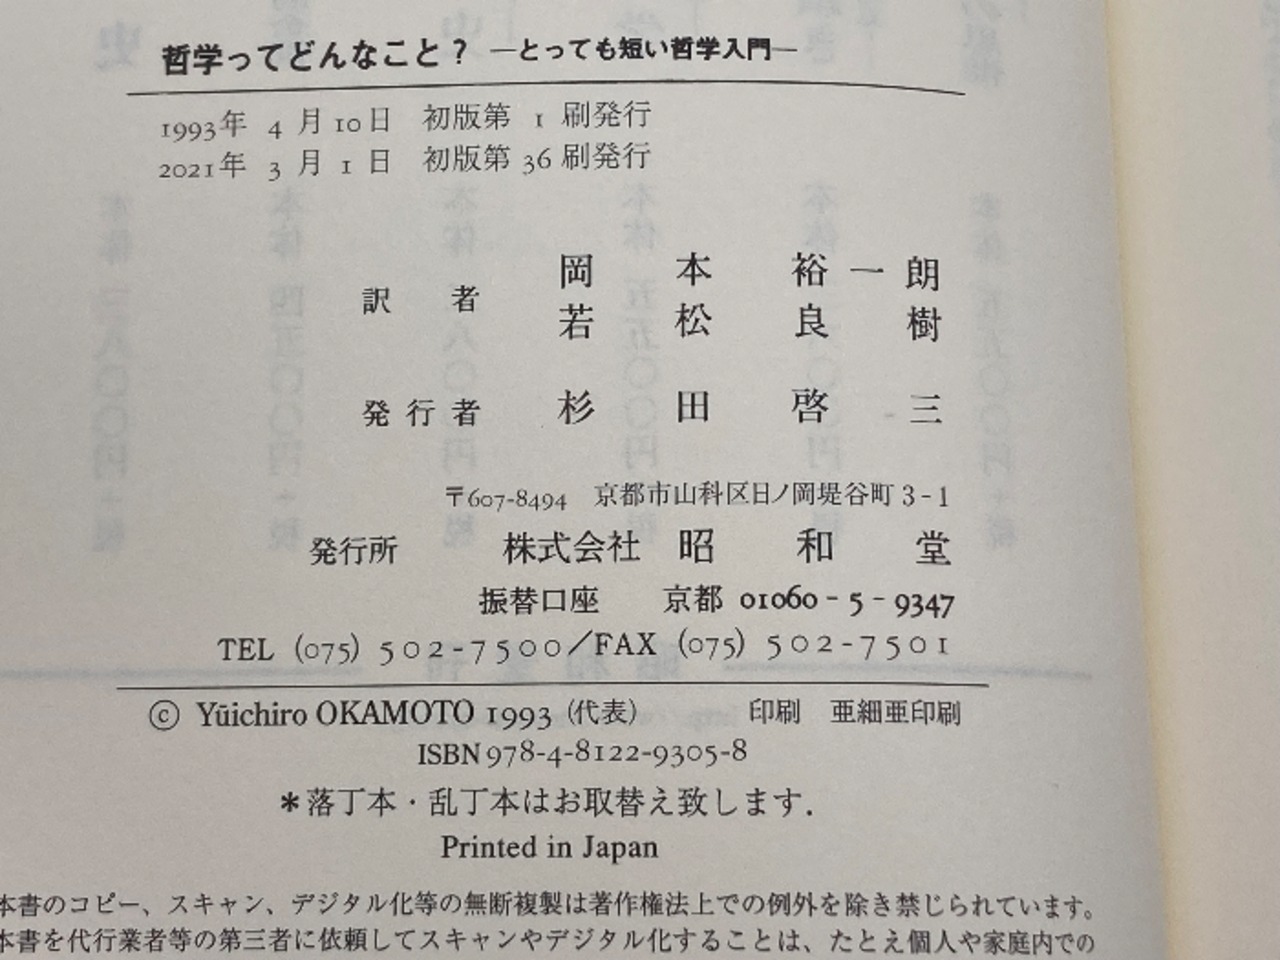 哲学ってどんなこと？ ―とっても短い哲学入門―
1993年 4 月 10 日 初版第 1 刷発行
2021年 3 月 1 日 初版第 36 刷発行
訳 者 岡 本 裕 一 朗
若 松 良 樹
発 行 者 杉 田 啓 三
〒607-8494 京都市山科区日ノ岡堤谷町 3-1
発行所 株式会社 昭 和 堂
振替口座 京都 01060-5-9347
TEL (075) 502-7500／FAX (075) 502-7501
© Yūichiro OKAMOTO 1993 (代表) 印刷 亜細亜印刷
ISBN 978-4-8122-9305-8
＊落丁本・乱丁本はお取替え致します．
Printed in Japan
本書のコピー、スキャン、デジタル化等の無断複製は著作権法上での例外を除き禁じられています。
本書を代行業者等の第三者に依頼してスキャンやデジタル化することは、たとえ個人や家庭内での